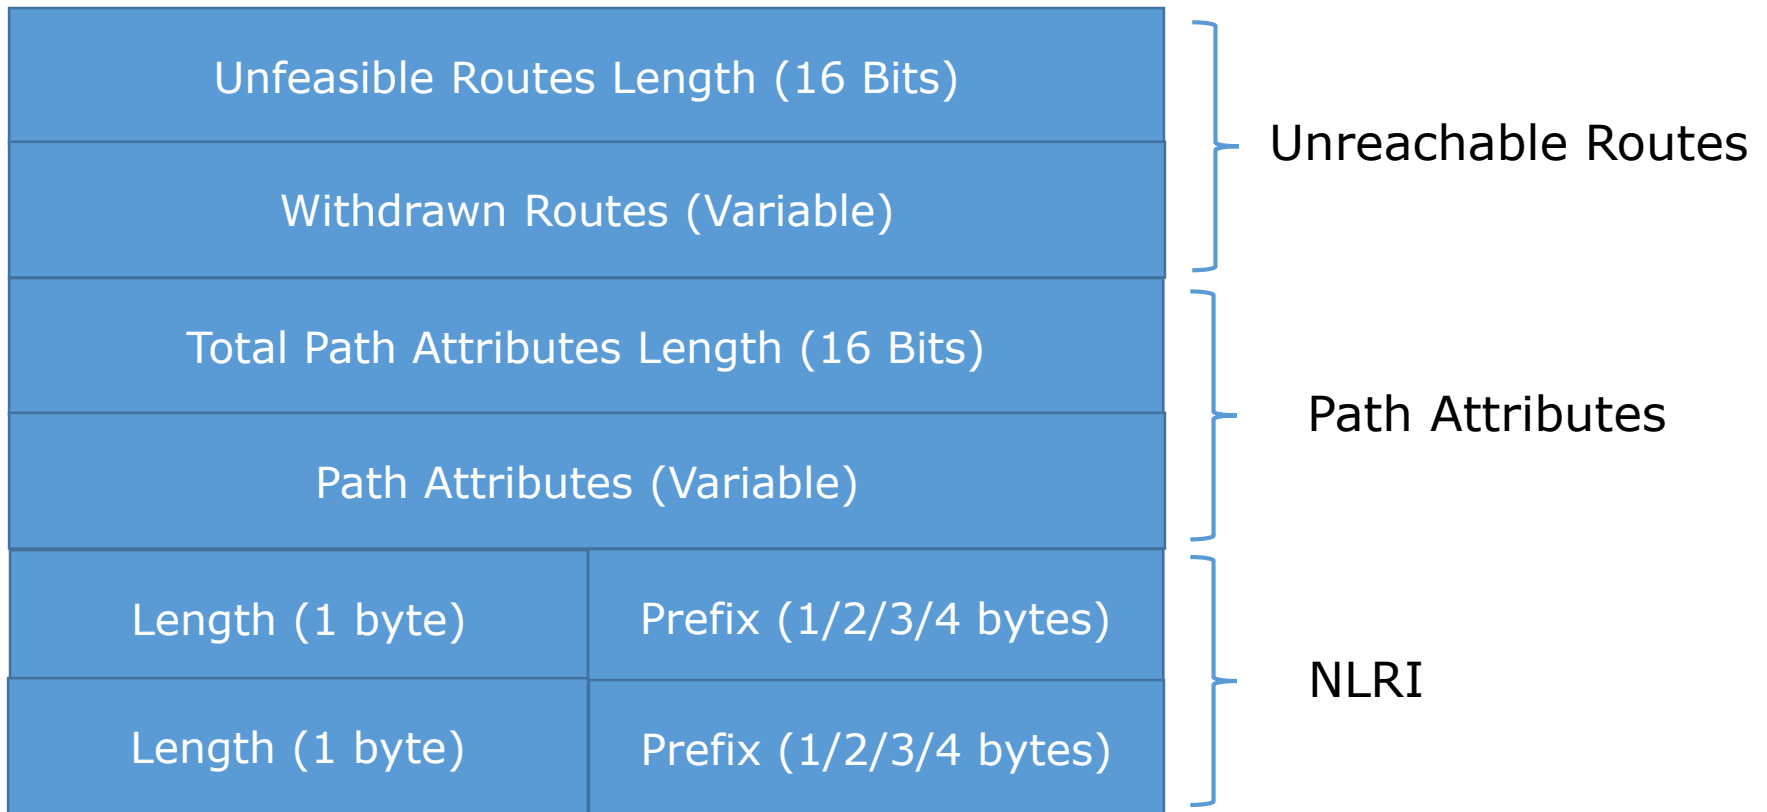 Unfeasible Routes Length (16 Bits)
Unreachable Routes
Withdrawn Routes (Variable)
Total Path Attributes Length (16 Bits)
Path Attributes
Path Attributes (Variable)
Length (1 byte)
Prefix (1/2/3/4 bytes)
NLRI
Length (1 byte)
Prefix (1/2/3/4 bytes)